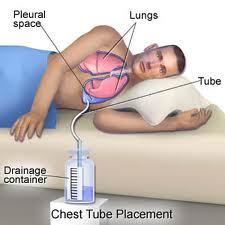 Pleural
space
Lungs
Tube
Drainage
container
Chest Tube Placement